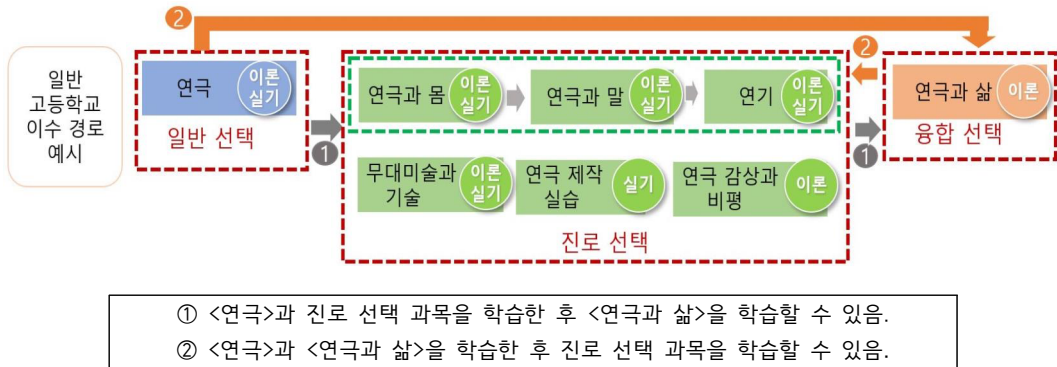 ②
일반
고등학교
이수 경로
예시
연극
이론
실기
일반 선택
①
연극과 몸
이론
실기
연극과 말
이론
실기
연기
이론
실기
무대미술과
기술
이론
실기
연극 제작
실습
실기
연극 감상과
비평
이론
진로 선택
②
①
연극과 삶
이론
융합 선택
① <연극>과 진로 선택 과목을 학습한 후 <연극과 삶>을 학습할 수 있음.
② <연극>과 <연극과 삶>을 학습한 후 진로 선택 과목을 학습할 수 있음.